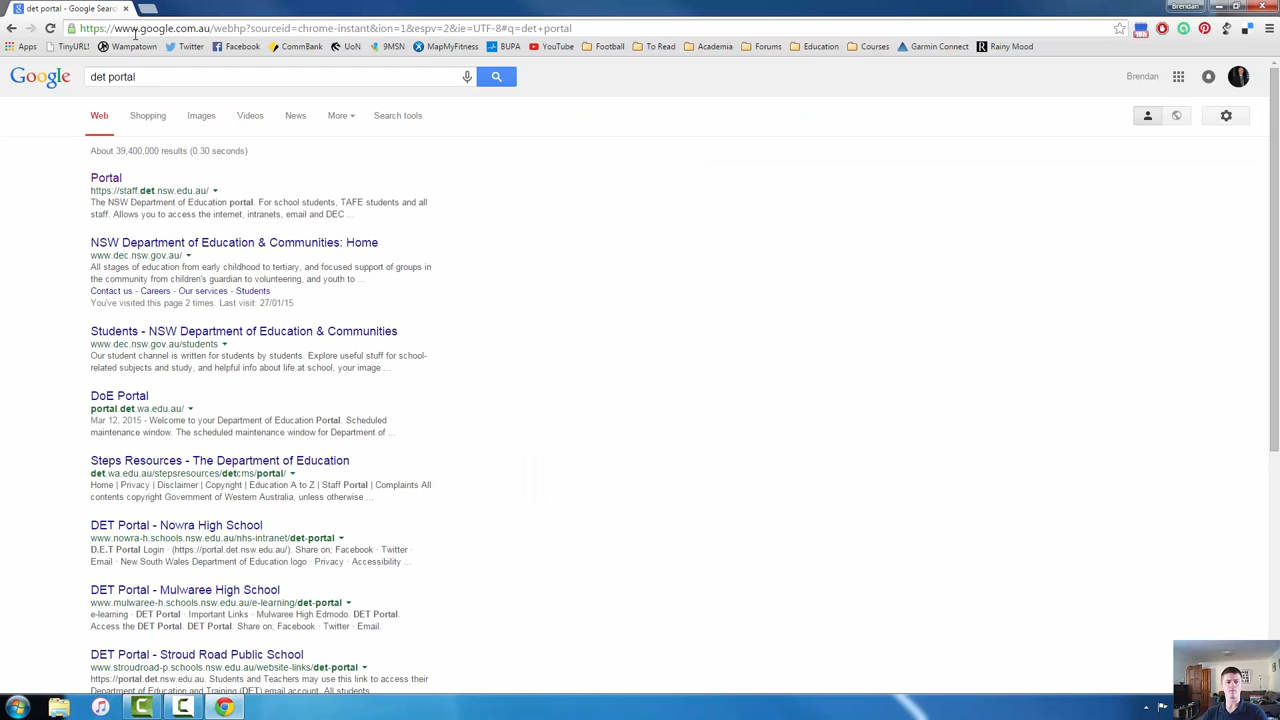 det portal - Google Searc
Brendan
https://www.google.com.au/webhp?sourceid=chrome-instant&ion=1&espv=2&ie=UTF-8#q=det+portal
Apps TinyURL! Wampatown Twitter Facebook CommBank UoN 9MSN MapMyFitness BUPA YouTube Football To Read Academia Forums Education Courses Garmin Connect Rainy Mood
Google det portal Brendan
Web Shopping Images Videos News More Search tools
About 39,400,000 results (0.30 seconds)
Portal
https://staff.det.nsw.edu.au/
The NSW Department of Education portal. For school students, TAFE students and all
staff. Allows you to access the internet, intranets, email and DEC ...
NSW Department of Education & Communities: Home
www.dec.nsw.gov.au/
All stages of education from early childhood to tertiary, and focused support of groups in
the community from children's guardian to volunteering, and youth to ...
Contact us - Careers - Our services - Students
You've visited this page 2 times. Last visit: 27/01/15
Students - NSW Department of Education & Communities
www.dec.nsw.gov.au/students
Our student channel is written for students by students. Explore useful stuff for school-
related subjects and study, and helpful info about life at school, your image ...
DoE Portal
portal.det.wa.edu.au/
Mar 12, 2015 - Welcome to your Department of Education Portal. Scheduled
maintenance window. The scheduled maintenance window for Department of ...
Steps Resources - The Department of Education
det.wa.edu.au/stepsresources/detcms/portal/
Home | Privacy | Disclaimer | Copyright | Education A to Z | Staff Portal | Complaints All
contents copyright Government of Western Australia, unless otherwise ...
DET Portal - Nowra High School
www.nowra-h.schools.nsw.edu.au/nhs-intranet/det-portal
D.E.T Portal Login · (https://portal.det.nsw.edu.au/). Share on; Facebook · Twitter ·
Email · New South Wales Department of Education logo · Privacy · Accessibility ...
DET Portal - Mulwaree High School
www.mulwaree-h.schools.nsw.edu.au/e-learning/det-portal
e-learning · DET Portal · Important Links · Mulwaree High Edmodo. DET Portal.
Access the DET Portal. DET Portal. Share on; Facebook · Twitter · Email.
DET Portal - Stroud Road Public School
www.stroudroad-p.schools.nsw.edu.au/website-links/det-portal
https://portal.det.nsw.edu.au. Students and Teachers may use this link to access their
Department of Education and Training (DET) email account. All students